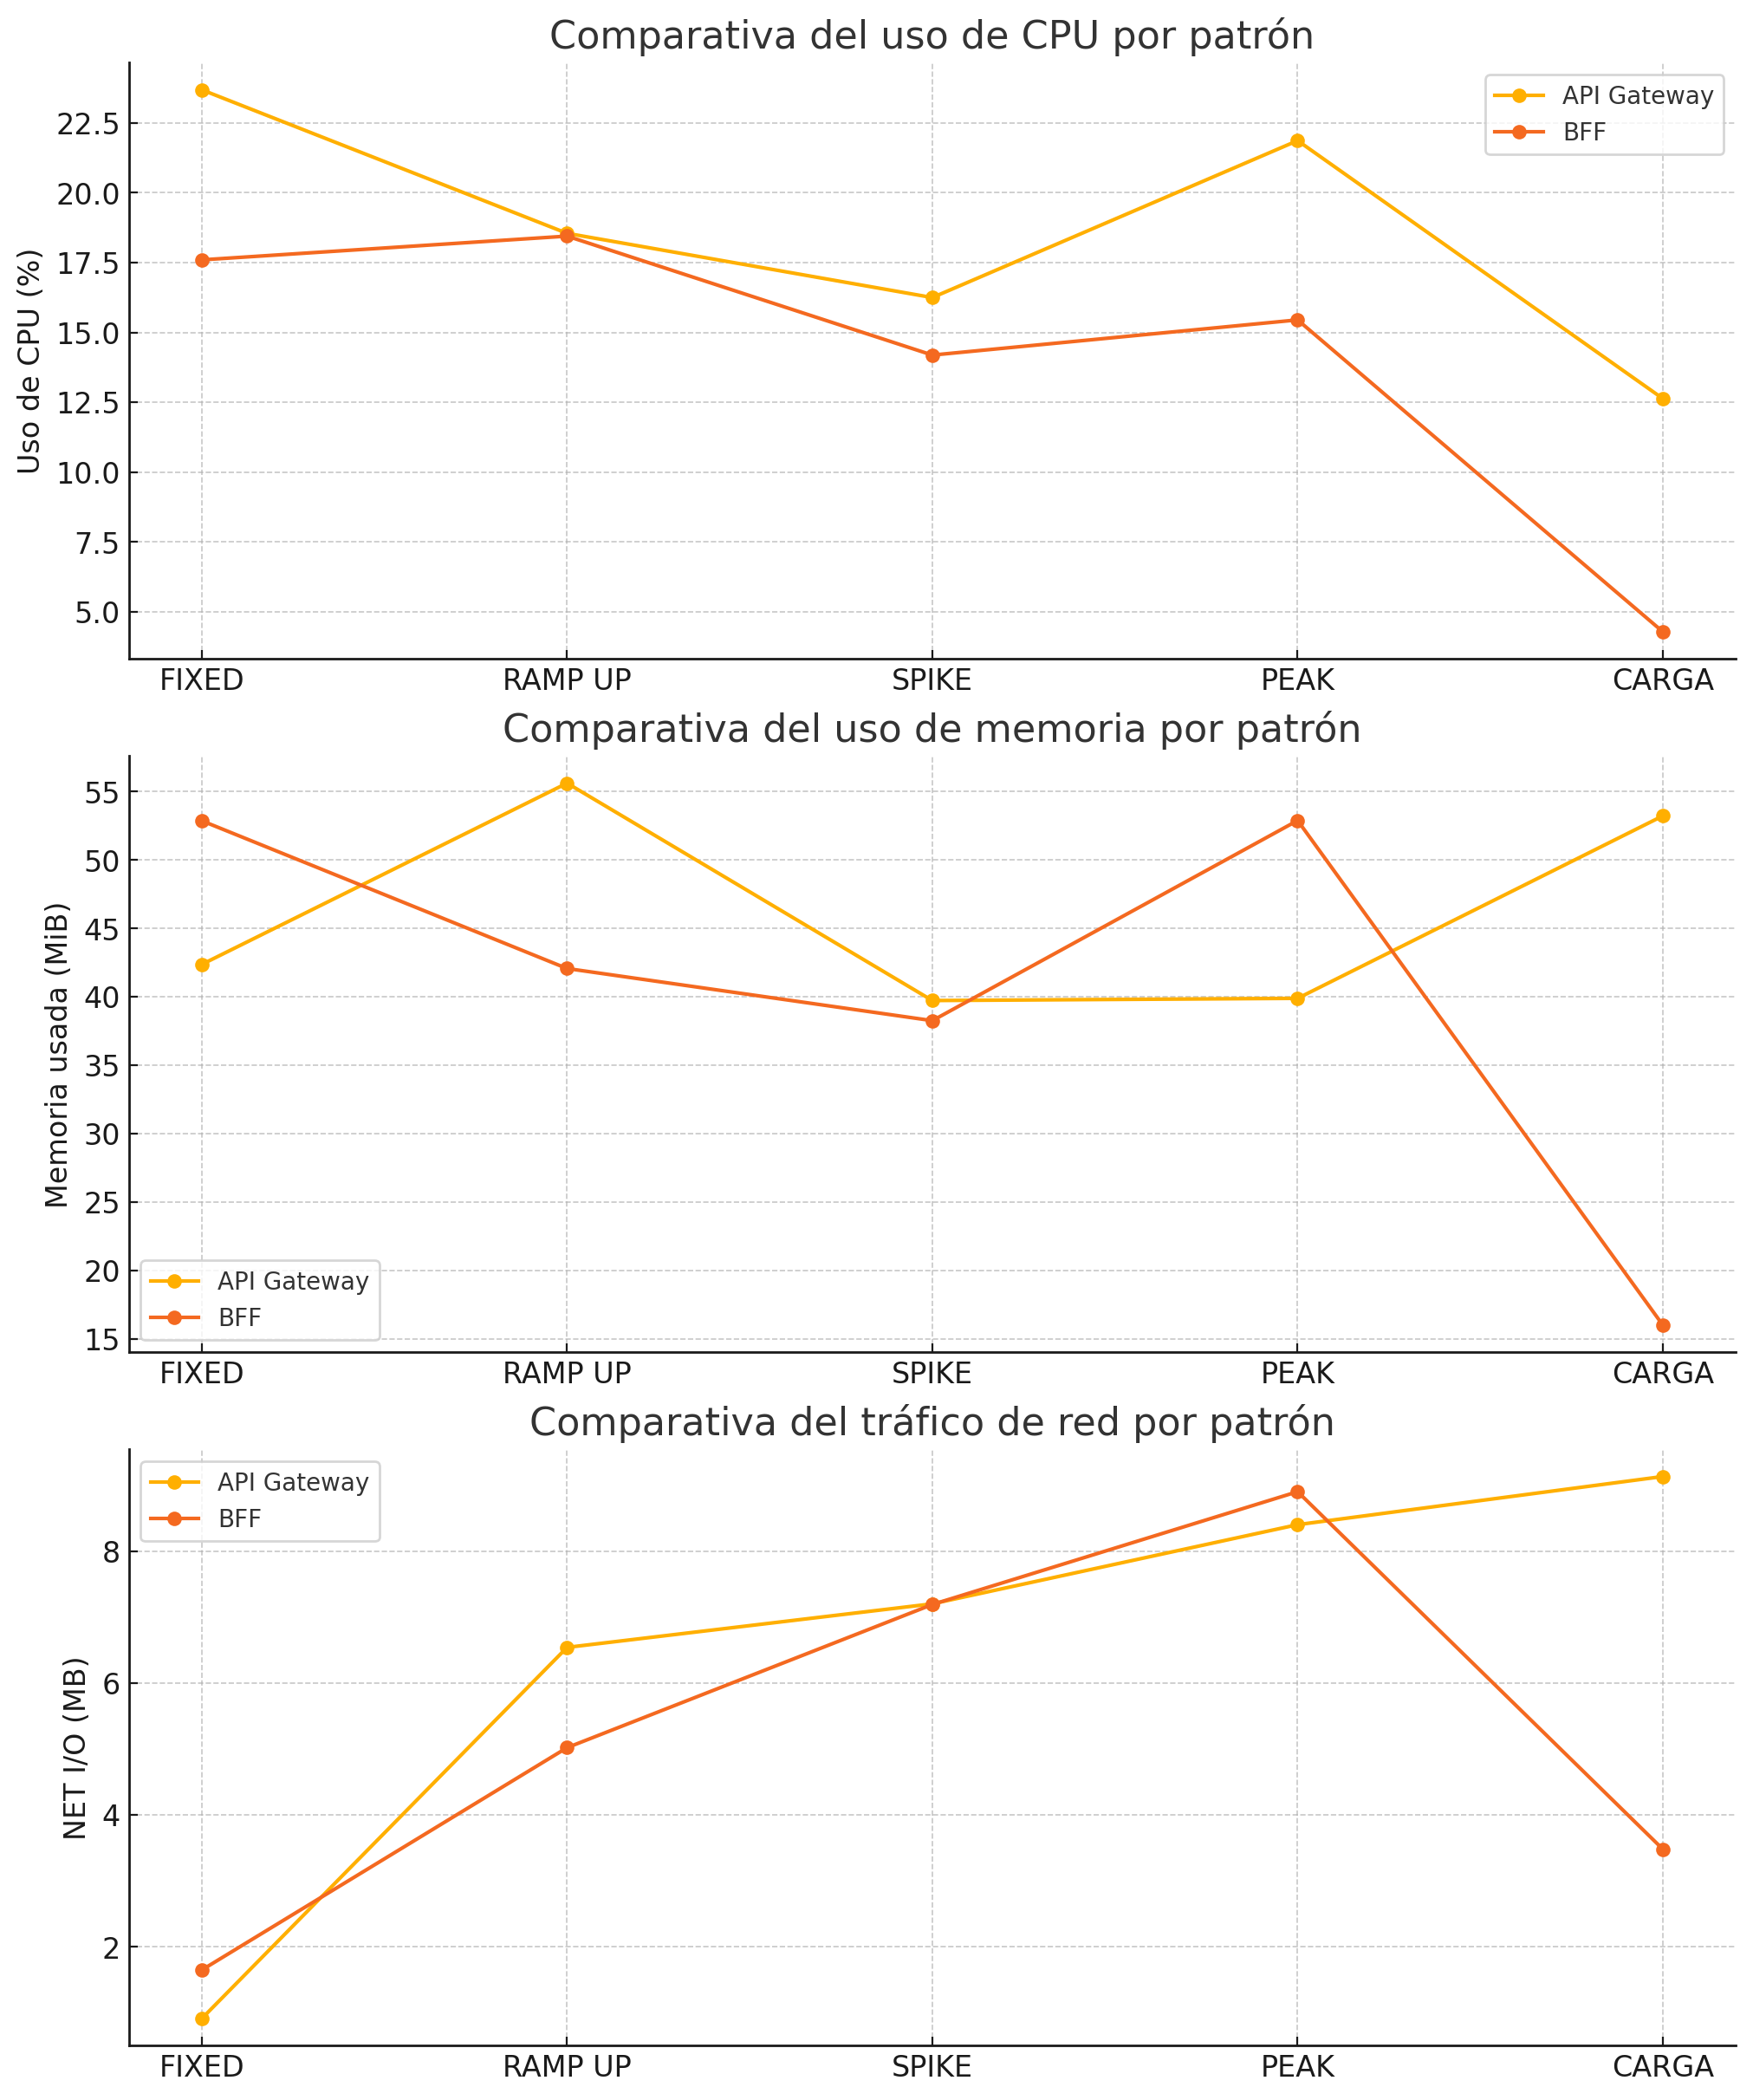 Comparativa del uso de CPU por patrón
API Gateway
BFF
Uso de CPU (%)
22.5
20.0
17.5
15.0
12.5
10.0
7.5
5.0
FIXED RAMP UP SPIKE PEAK CARGA
Comparativa del uso de memoria por patrón
Memoria usada (MiB)
55
50
45
40
35
30
25
20
15
API Gateway
BFF
FIXED RAMP UP SPIKE PEAK CARGA
Comparativa del tráfico de red por patrón
API Gateway
BFF
NET I/O (MB)
8
6
4
2
FIXED RAMP UP SPIKE PEAK CARGA